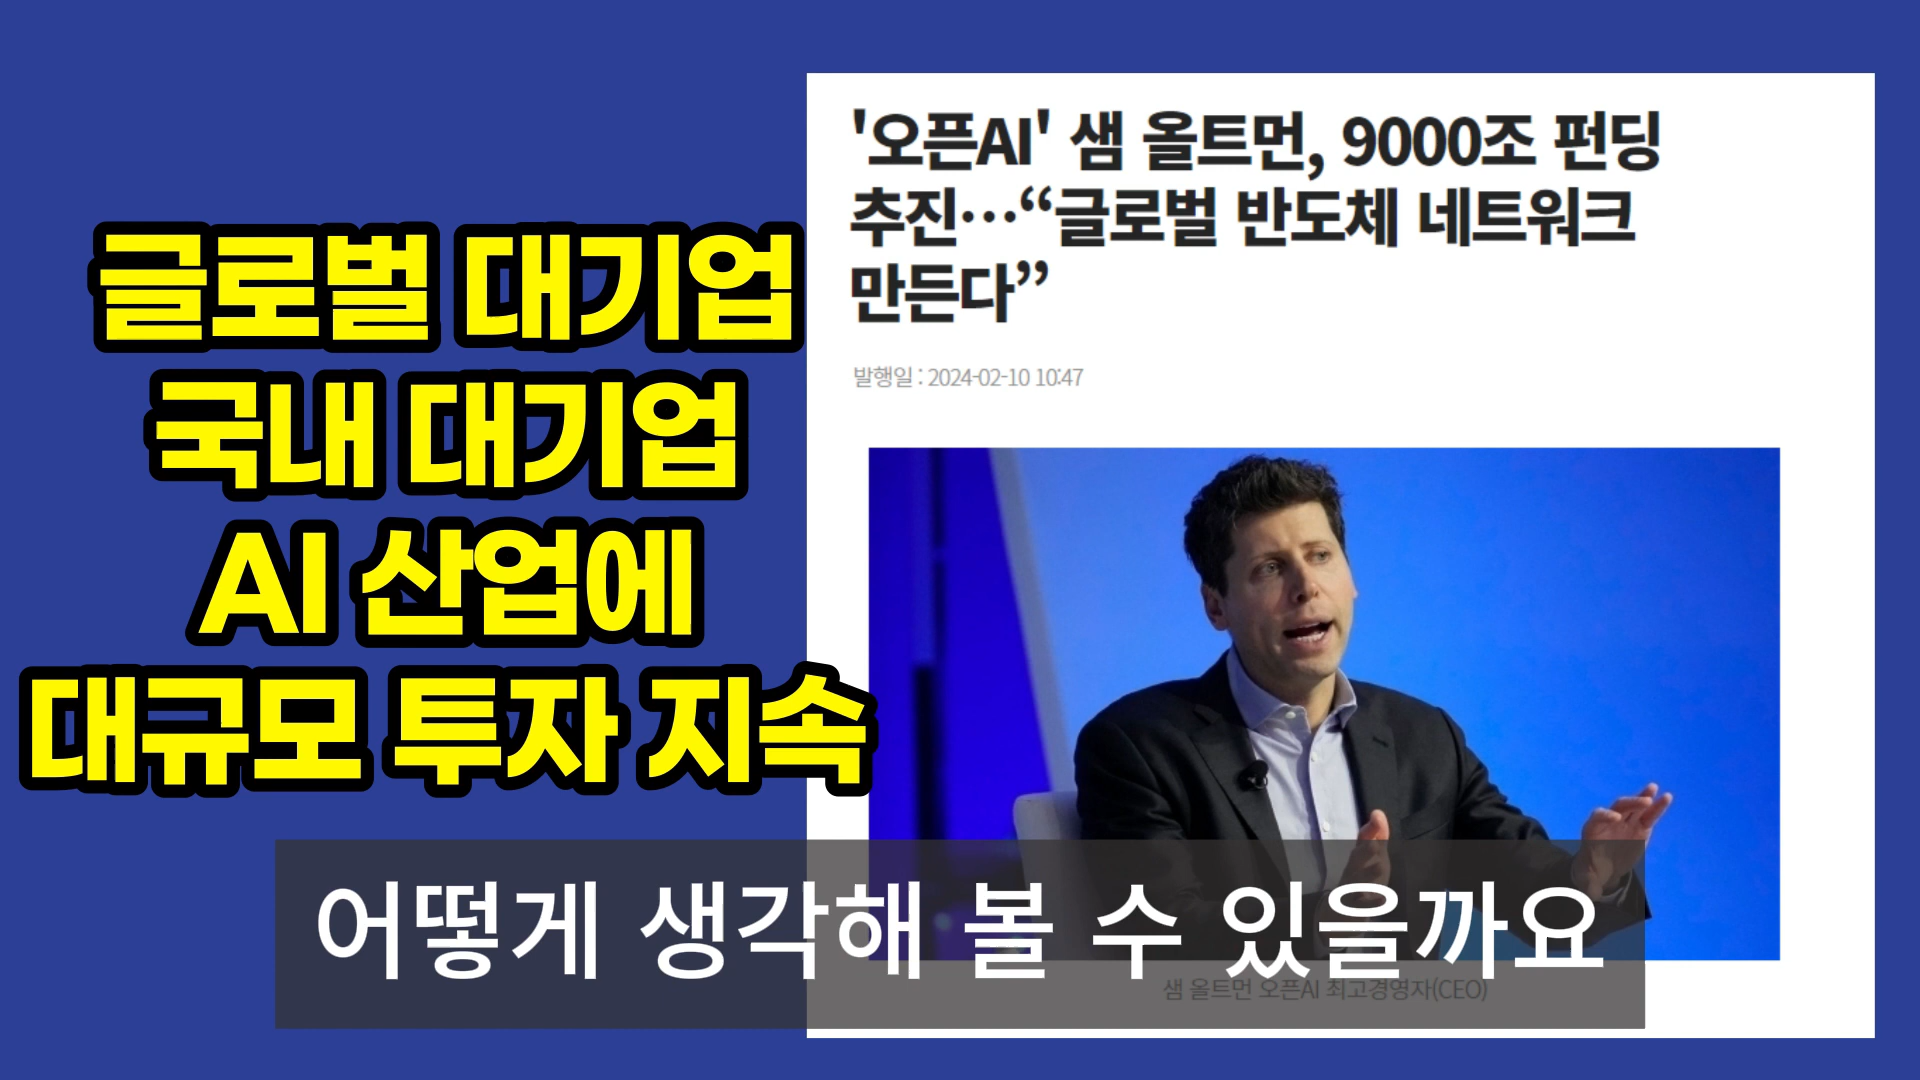 글로벌 대기업
국내 대기업
AI 산업에
대규모 투자 지속
'오픈AI' 샘 올트먼, 9000조 펀딩
추진…“글로벌 반도체 네트워크
만든다”
발행일 : 2024-02-10 10:47
샘 올트먼 오픈AI 최고경영자(CEO)
어떻게 생각해 볼 수 있을까요